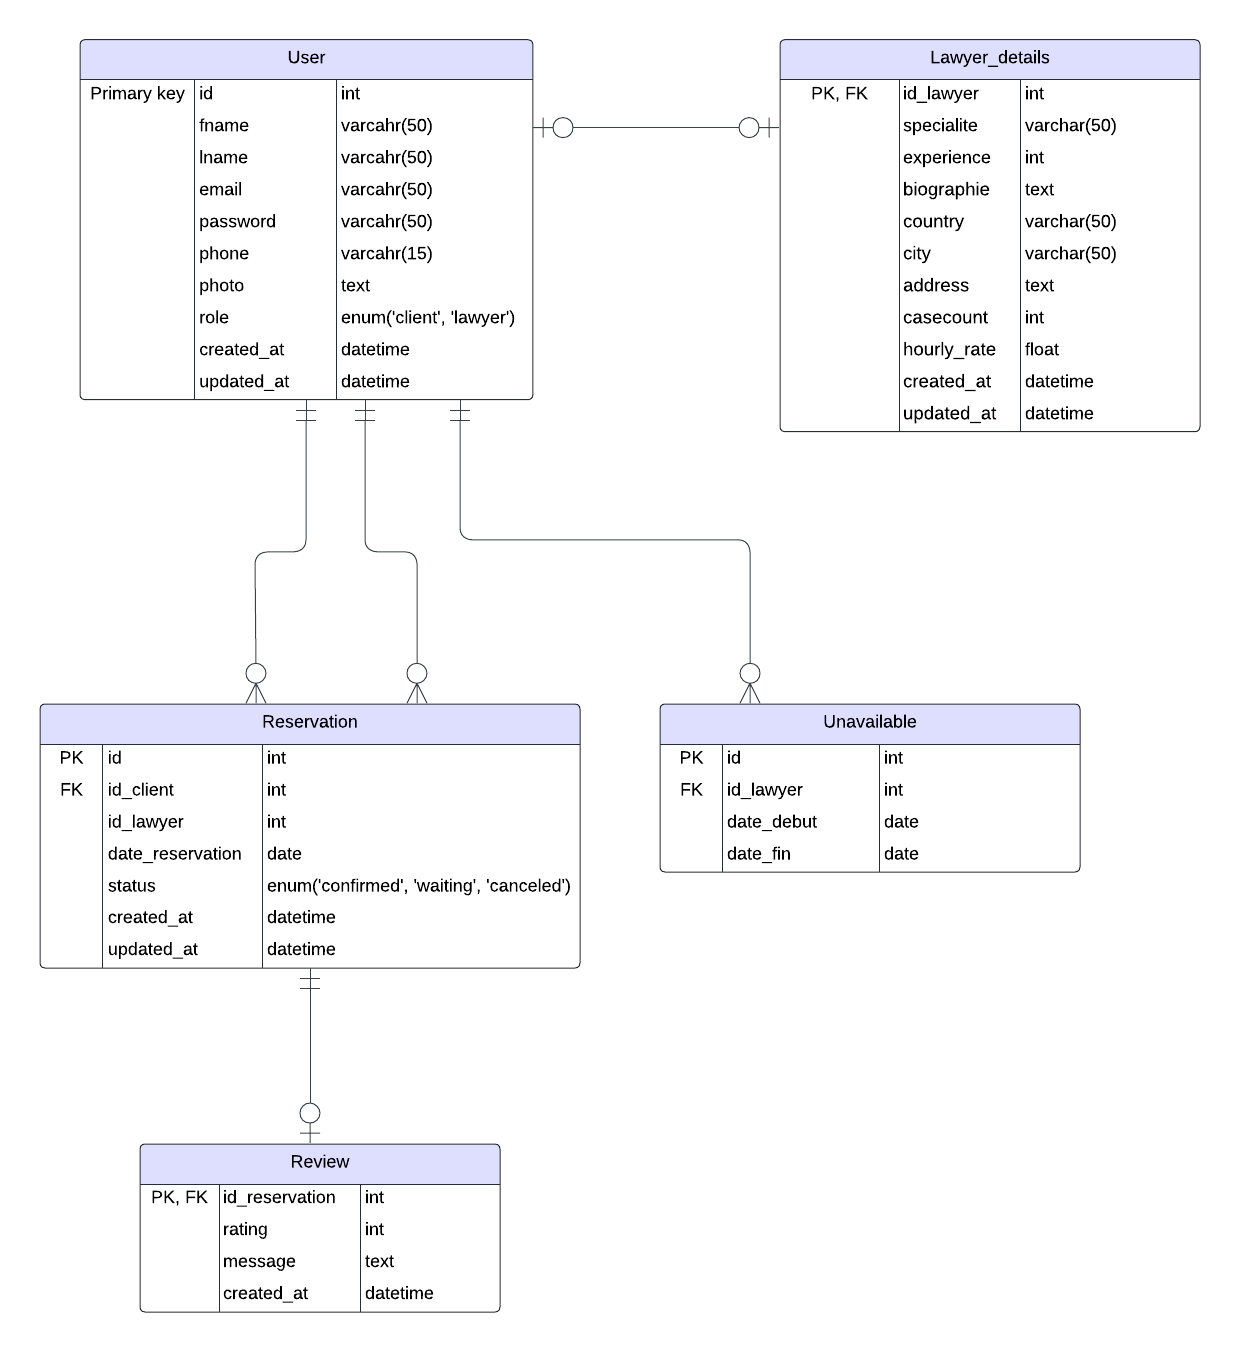 User
Primary key id int
fname varcahr(50)
lname varcahr(50)
email varcahr(50)
password varcahr(50)
phone varcahr(15)
photo text
role enum('client', 'lawyer')
created_at datetime
updated_at datetime
Lawyer_details
PK, FK id_lawyer int
specialite varchar(50)
experience int
biographie text
country varchar(50)
city varchar(50)
address text
casecount int
hourly_rate float
created_at datetime
updated_at datetime
Reservation
PK id int
FK id_client int
id_lawyer int
date_reservation date
status enum('confirmed', 'waiting', 'canceled')
created_at datetime
updated_at datetime
Unavailable
PK id int
FK id_lawyer int
date_debut date
date_fin date
Review
PK, FK id_reservation int
rating int
message text
created_at datetime